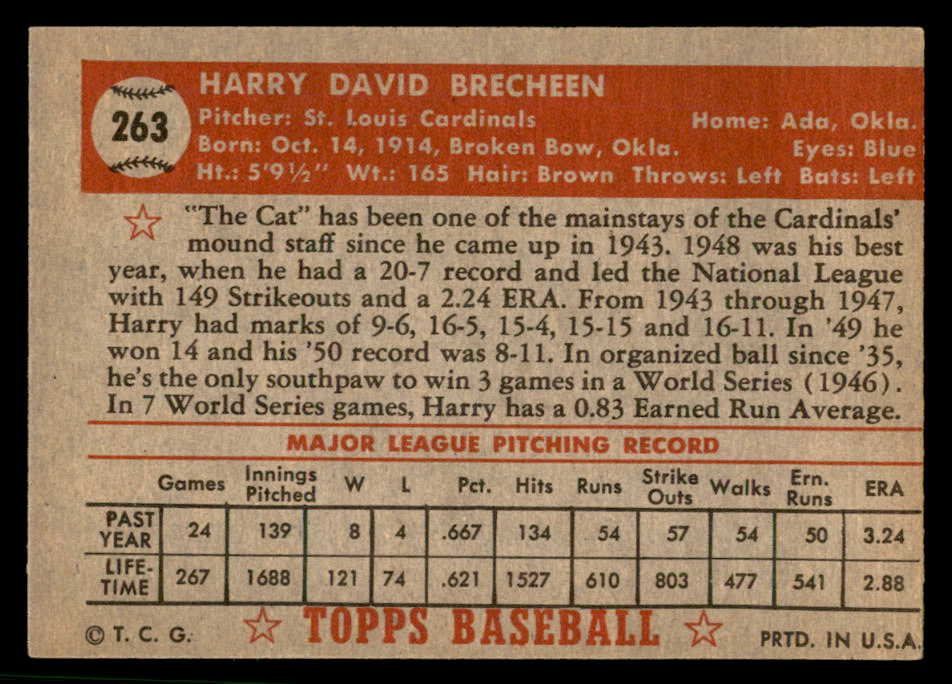 263
HARRY DAVID BRECHEEN
Pitcher: St. Louis Cardinals Home: Ada, Okla.
Born: Oct. 14, 1914, Broken Bow, Okla. Eyes: Blue
Ht.: 5'9½" Wt.: 165 Hair: Brown Throws: Left Bats: Left
"The Cat" has been one of the mainstays of the Cardinals'
mound staff since he came up in 1943. 1948 was his best
year, when he had a 20-7 record and led the National League
with 149 Strikeouts and a 2.24 ERA. From 1943 through 1947,
Harry had marks of 9-6, 16-5, 15-4, 15-15 and 16-11. In '49 he
won 14 and his '50 record was 8-11. In organized ball since '35,
he's the only southpaw to win 3 games in a World Series (1946).
In 7 World Series games, Harry has a 0.83 Earned Run Average.
MAJOR LEAGUE PITCHING RECORD
Games Innings Pitched W L Pct. Hits Runs Strike Outs Walks Ern. Runs ERA
PAST YEAR 24 139 8 4 .667 134 54 57 54 50 3.24
LIFE-TIME 267 1688 121 74 .621 1527 610 803 477 541 2.88
© T. C. G. TOPPS BASEBALL PRTD. IN U.S.A.